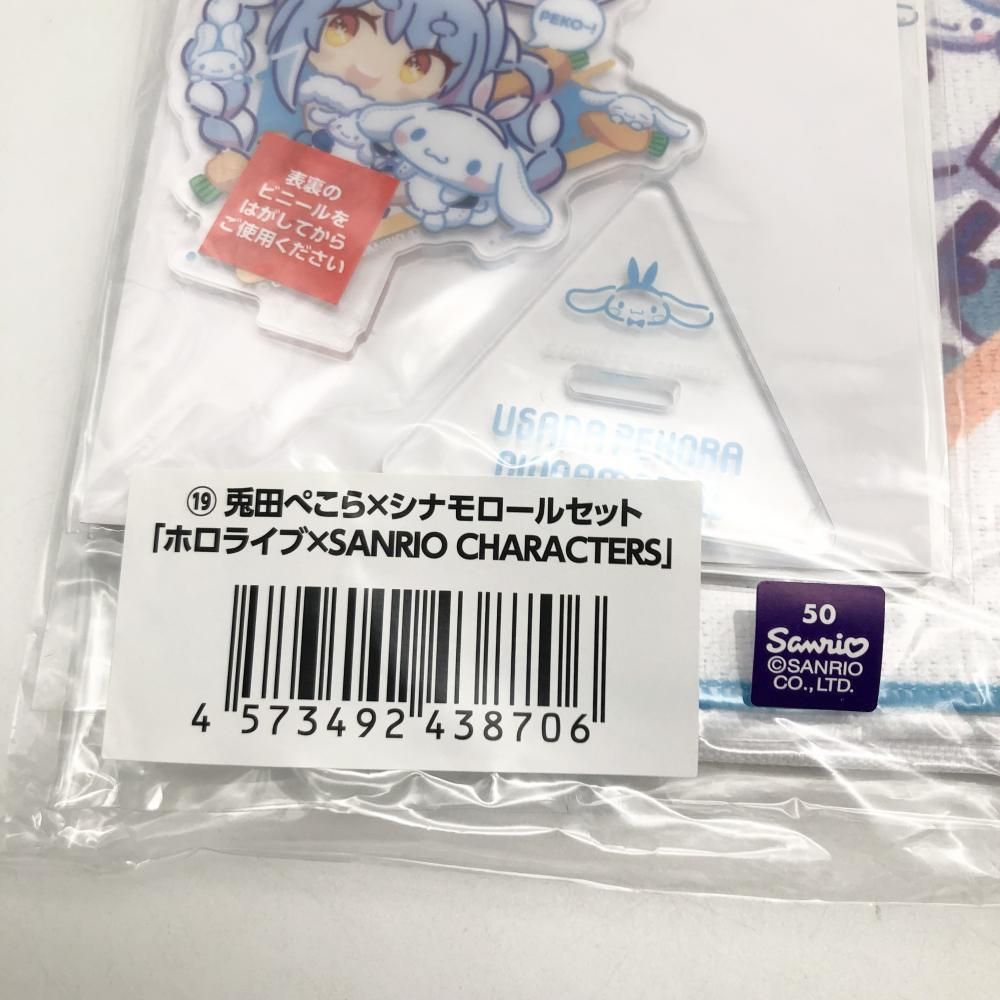 PEKO-!
表裏の
ビニールを
はがしてから
ご使用ください
USADA PEKORA
⑲ 兎田ぺこら×シナモロールセット
「ホロライブ×SANRIO CHARACTERS」
4 573492 438706
50
Sanrio
©SANRIO
CO., LTD.